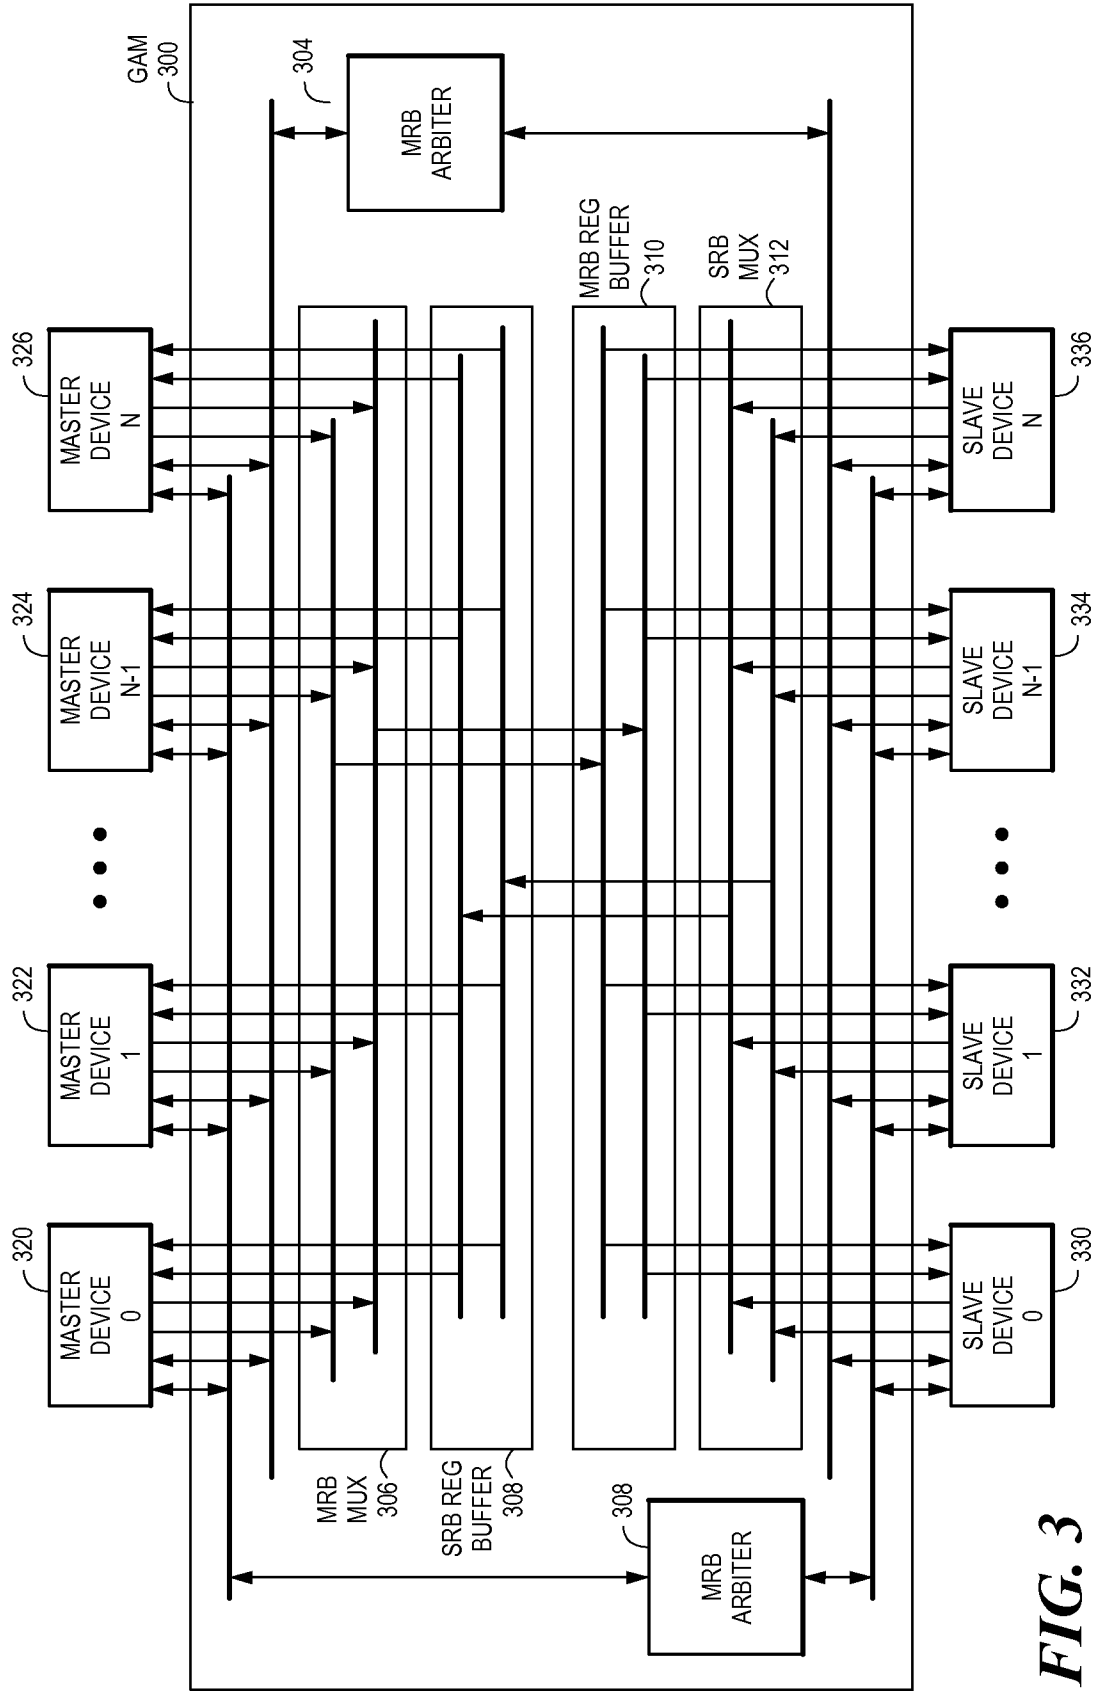 GAM
300
304
MRB
ARBITER
326
MASTER
DEVICE
N
324
MASTER
DEVICE
N-1
322
MASTER
DEVICE
1
320
MASTER
DEVICE
0
MRB
MUX
306
SRB REG
BUFFER
308
MRB REG
BUFFER
310
SRB
MUX
312
308
MRB
ARBITER
SLAVE
DEVICE
N
336
SLAVE
DEVICE
N-1
334
SLAVE
DEVICE
1
332
SLAVE
DEVICE
0
330
FIG. 3